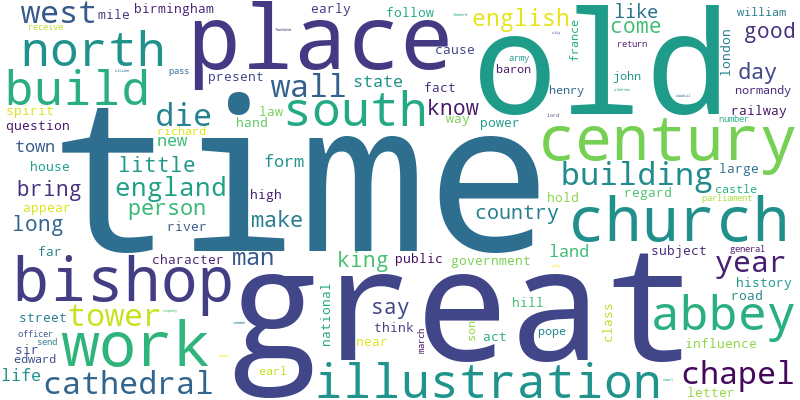 west mile birmingham early follow english like william
receive place cause come good
north old france return
build present wall state fact baron army henry john london day
pass normandy
spirit die south know way power century railway
question richard law hand number
town new time
house little form building large
bring england high hold regard castle
appear person parliament
long river make country church
far character man king public government land subject general year
bishop great history
street tower national hill class road abbey
officer work say think march son act pope near influence
send
sir edward
life cathedral earl illustration chapel
letter